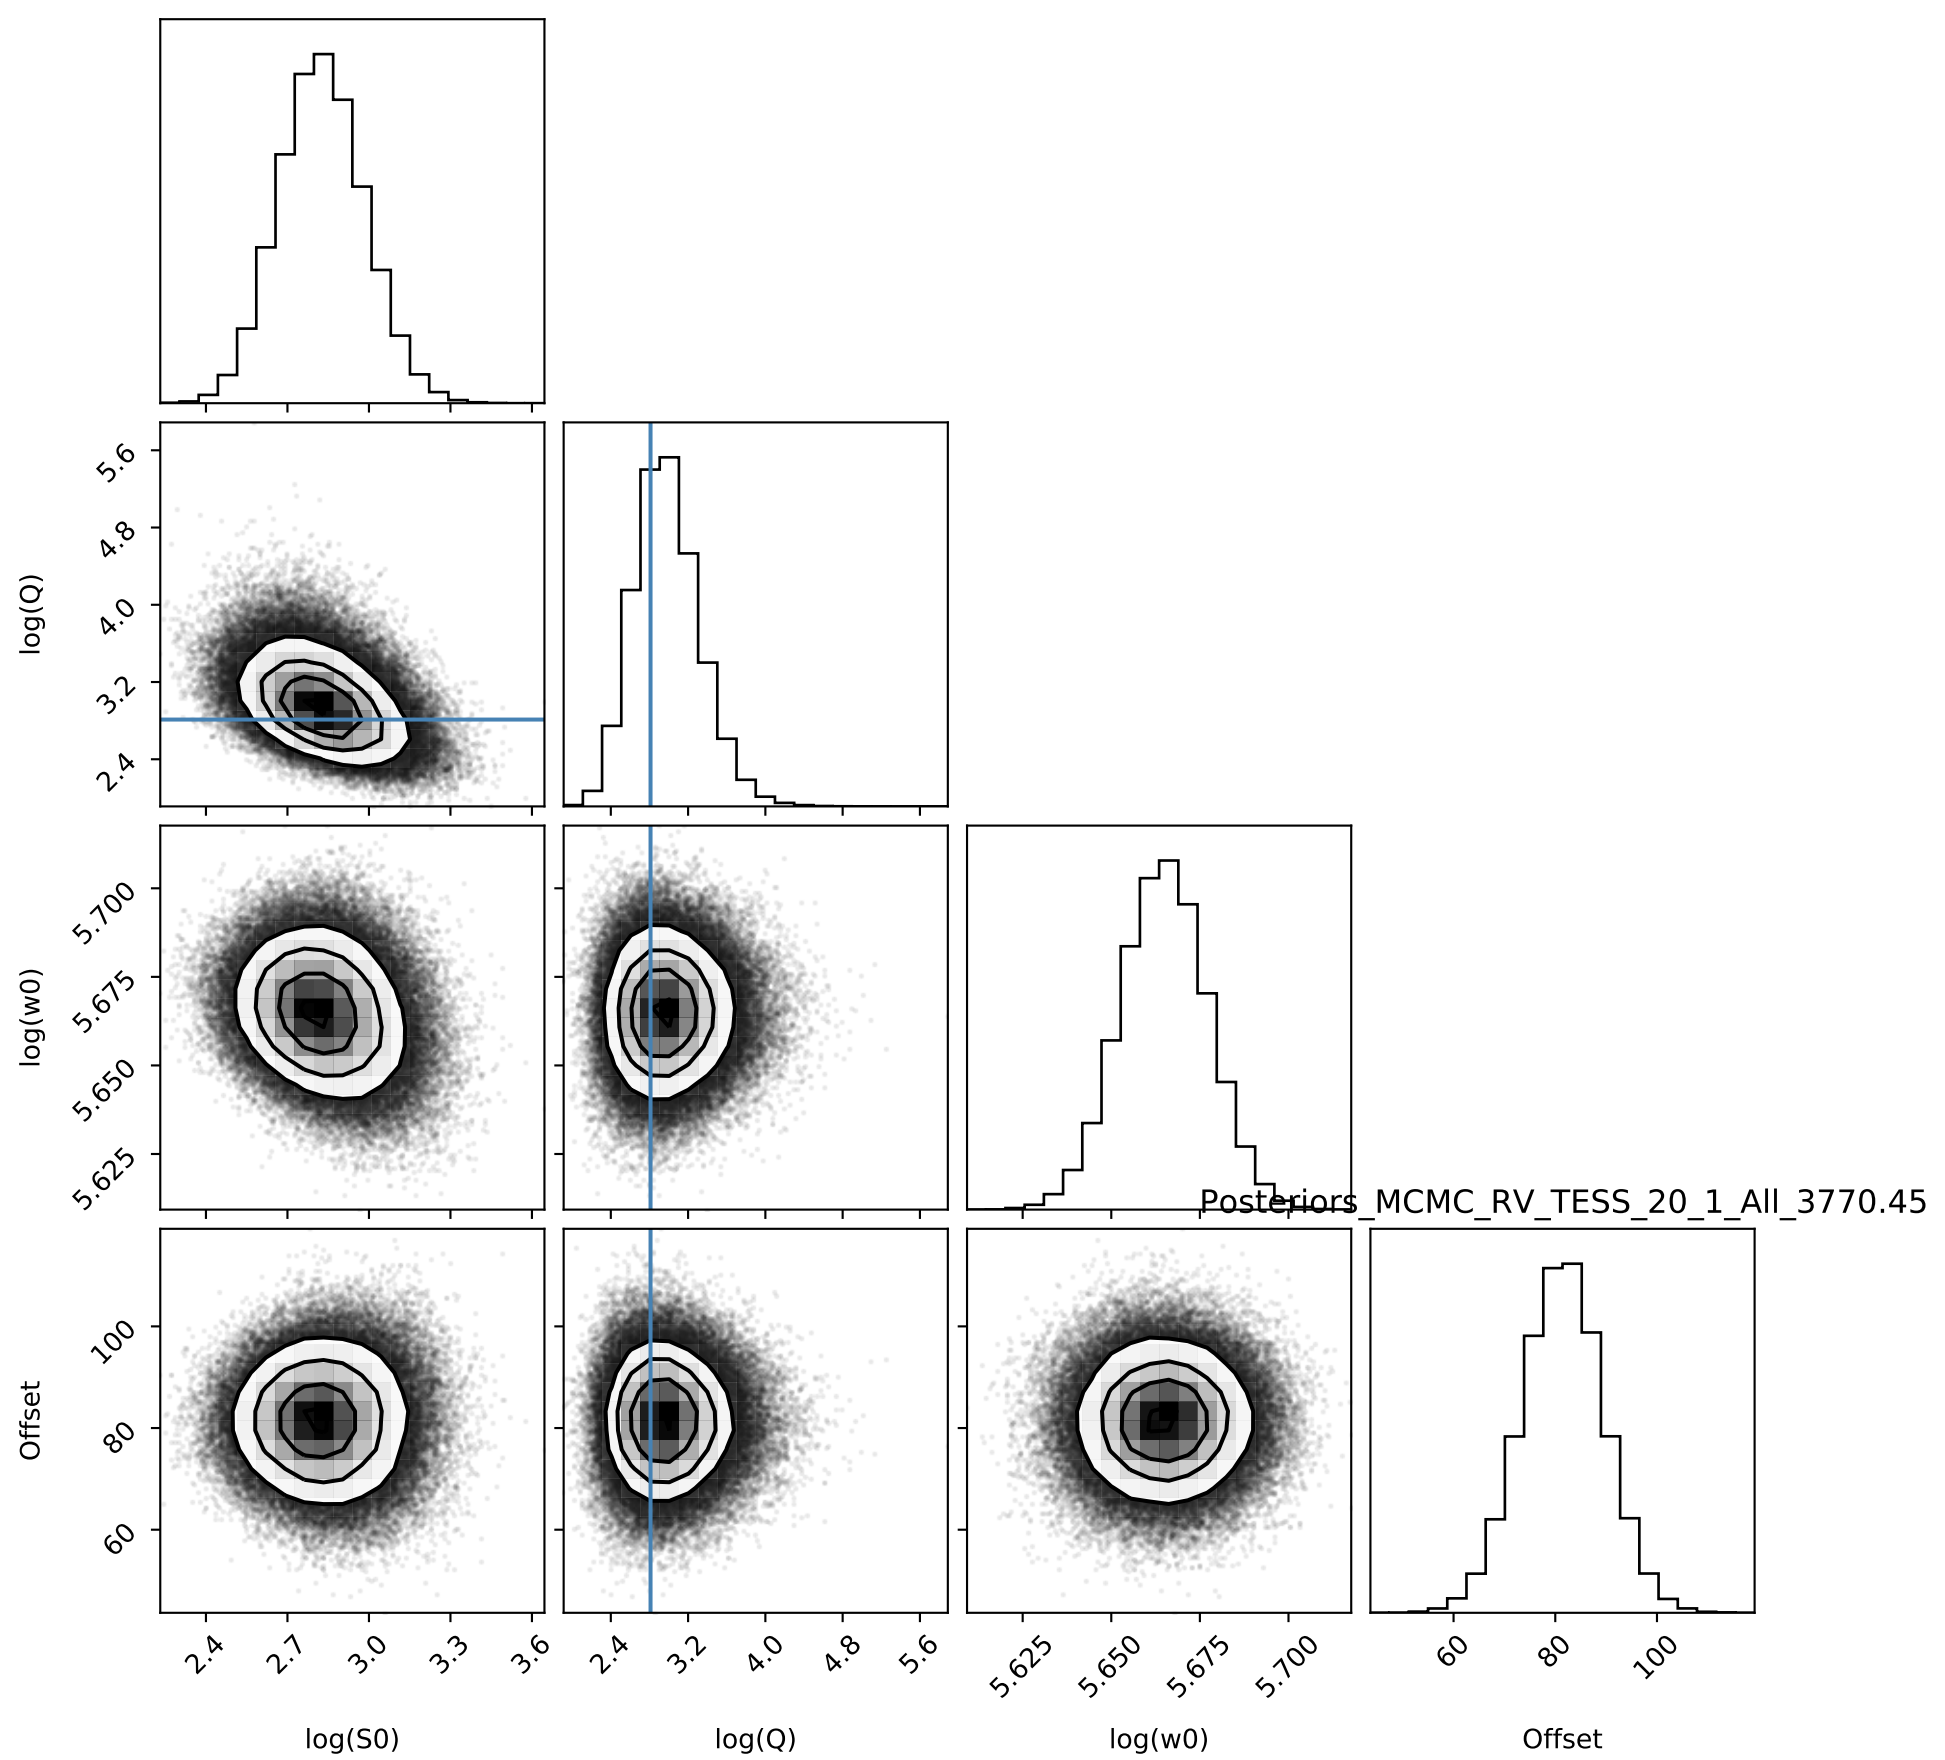 5.6
4.8
4.0
3.2
2.4
log(Q)
5.700
5.675
5.650
5.625
log(w0)
Posteriors_MCMC_RV_TESS_20_1_All_3770.45
100
80
60
Offset
2.4 2.7 3.0 3.3 3.6 2.4 3.2 4.0 4.8 5.6 5.625 5.650 5.675 5.700 60 80 100
log(S0) log(Q) log(w0) Offset